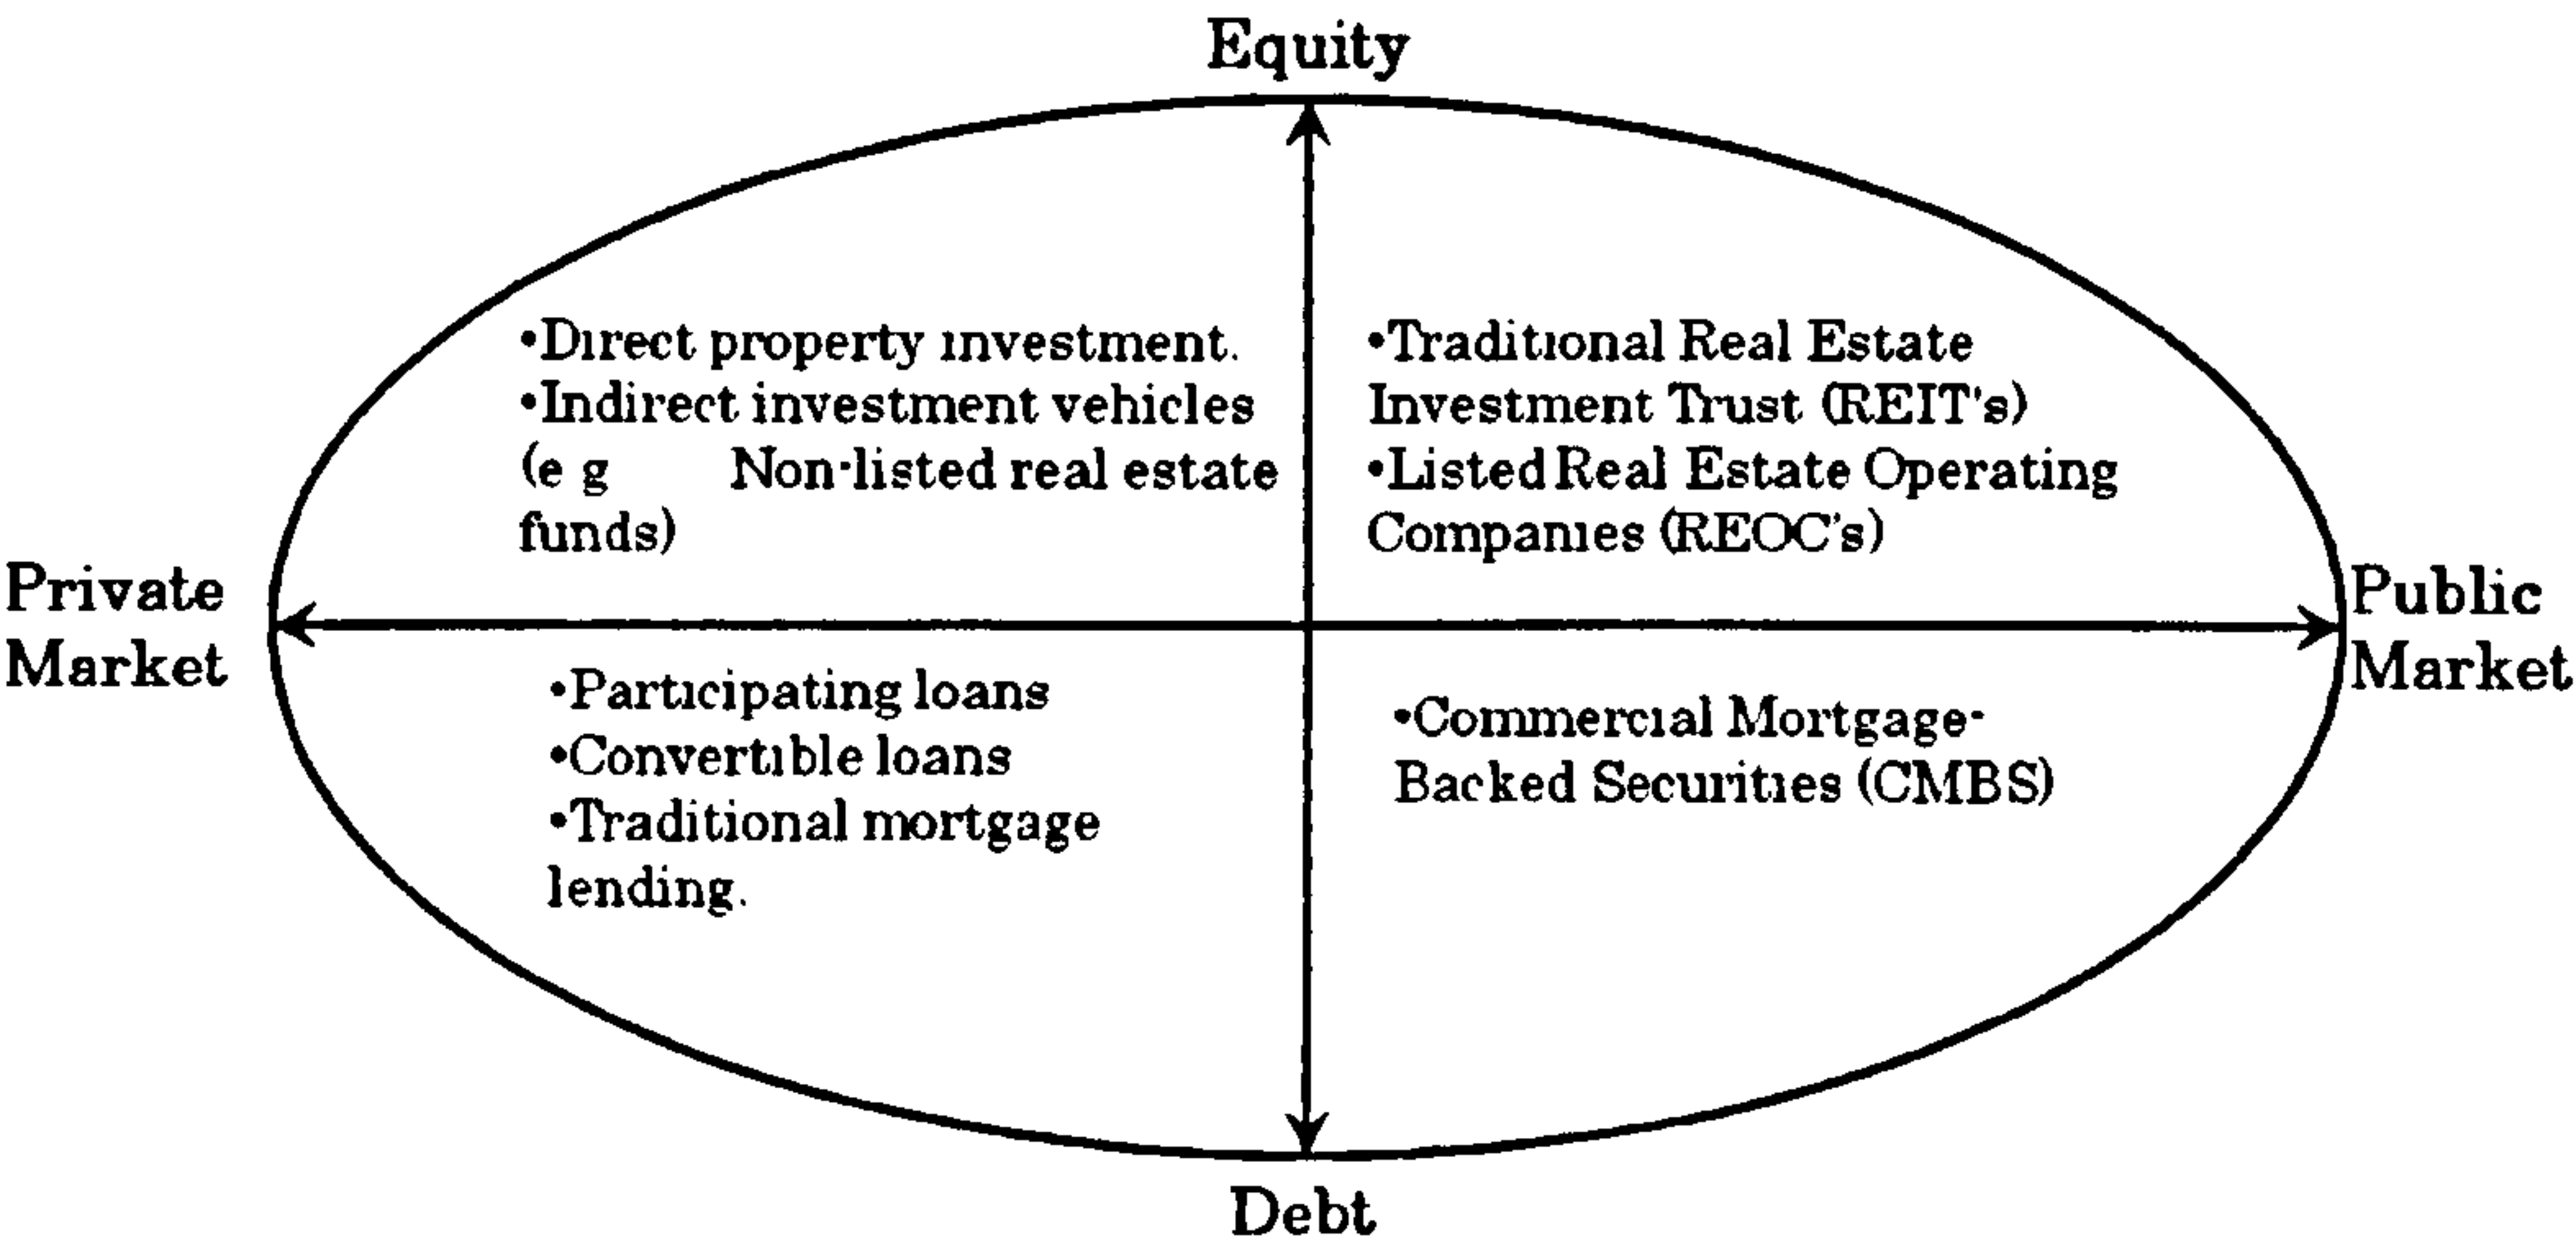 Equity
•Direct property investment.
•Indirect investment vehicles
(e g Non-listed real estate
funds)
•Traditional Real Estate
Investment Trust (REIT's)
•Listed Real Estate Operating
Companies (REOC's)
Private
Market
Public
Market
•Participating loans
•Convertible loans
•Traditional mortgage
lending.
•Commercial Mortgage-
Backed Securities (CMBS)
Debt